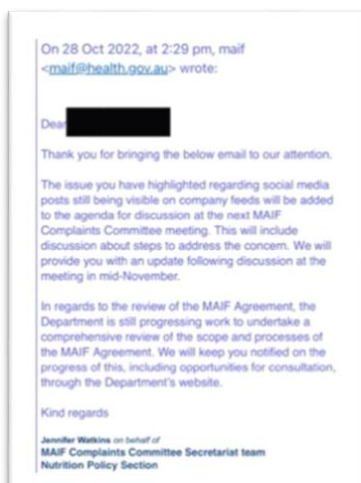 On 28 Oct 2022, at 2:29 pm, maif
<maif@health.gov.au> wrote:
Dear
Thank you for bringing the below email to our attention.
The issue you have highlighted regarding social media
posts still being visible on company feeds will be added
to the agenda for discussion at the next MAIF
Complaints Committee meeting. This will include
discussion about steps to address the concern. We will
provide you with an update following discussion at the
meeting in mid-November.
In regards to the review of the MAIF Agreement, the
Department is still progressing work to undertake a
comprehensive review of the scope and processes of
the MAIF Agreement. We will keep you notified on the
progress of this, including opportunities for consultation,
through the Department's website.
Kind regards
Jennifer Watkins on behalf of
MAIF Complaints Committee Secretariat team
Nutrition Policy Section